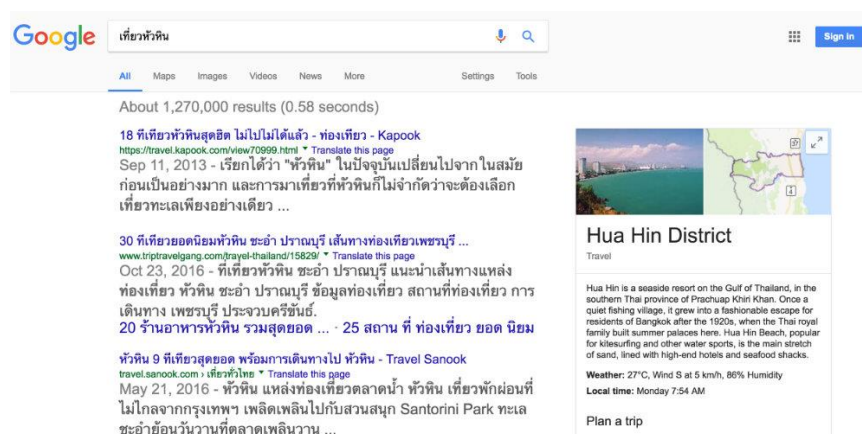 Google
เที่ยวหัวหิน
Sign in
All Maps Images Videos News More Settings Tools
About 1,270,000 results (0.58 seconds)
18 ที่เที่ยวหัวหินสุดฮิต ไม่ไปไม่ได้แล้ว - ท่องเที่ยว - Kapook
https://travel.kapook.com/view70999.html ▼ Translate this page
Sep 11, 2013 - เรียกได้ว่า "หัวหิน" ในปัจจุบันเปลี่ยนไปจากในสมัย
ก่อนเป็นอย่างมาก และการมาเที่ยวที่หัวหินก็ไม่จำกัดว่าจะต้องเลือก
เที่ยวทะเลเพียงอย่างเดียว ...
30 ที่เที่ยวยอดนิยมหัวหิน ชะอำ ปราณบุรี เส้นทางท่องเที่ยวเพชรบุรี ...
www.triptravelgang.com/travel-thailand/15829/ ▼ Translate this page
Oct 23, 2016 - ที่เที่ยวหัวหิน ชะอำ ปราณบุรี แนะนำเส้นทางแหล่ง
ท่องเที่ยว หัวหิน ชะอำ ปราณบุรี ข้อมูลท่องเที่ยว สถานที่ท่องเที่ยว การ
เดินทาง เพชรบุรี ประจวบคีรีขันธ์.
20 ร้านอาหารหัวหิน รวมสุดยอด ... · 25 สถาน ที่ ท่องเที่ยว ยอด นิยม
หัวหิน 9 ที่เที่ยวสุดยอด พร้อมการเดินทางไป หัวหิน - Travel Sanook
travel.sanook.com › เที่ยวทั่วไทย ▼ Translate this page
May 21, 2016 - หัวหิน แหล่งท่องเที่ยวตลาดน้ำ หัวหิน เที่ยวพักผ่อนที่
ไม่ไกลจากกรุงเทพฯ เพลิดเพลินไปกับสวนสนุก Santorini Park ทะเล
ชะอำย้อนวันวานที่ตลาดเพลินวาน ...
37
4
Hua Hin District
Travel
Hua Hin is a seaside resort on the Gulf of Thailand, in the
southern Thai province of Prachuap Khiri Khan. Once a
quiet fishing village, it grew into a fashionable escape for
residents of Bangkok after the 1920s, when the Thai royal
family built summer palaces here. Hua Hin Beach, popular
for kitesurfing and other water sports, is the main stretch
of sand, lined with high-end hotels and seafood shacks.
Weather: 27°C, Wind S at 5 km/h, 86% Humidity
Local time: Monday 7:54 AM
Plan a trip